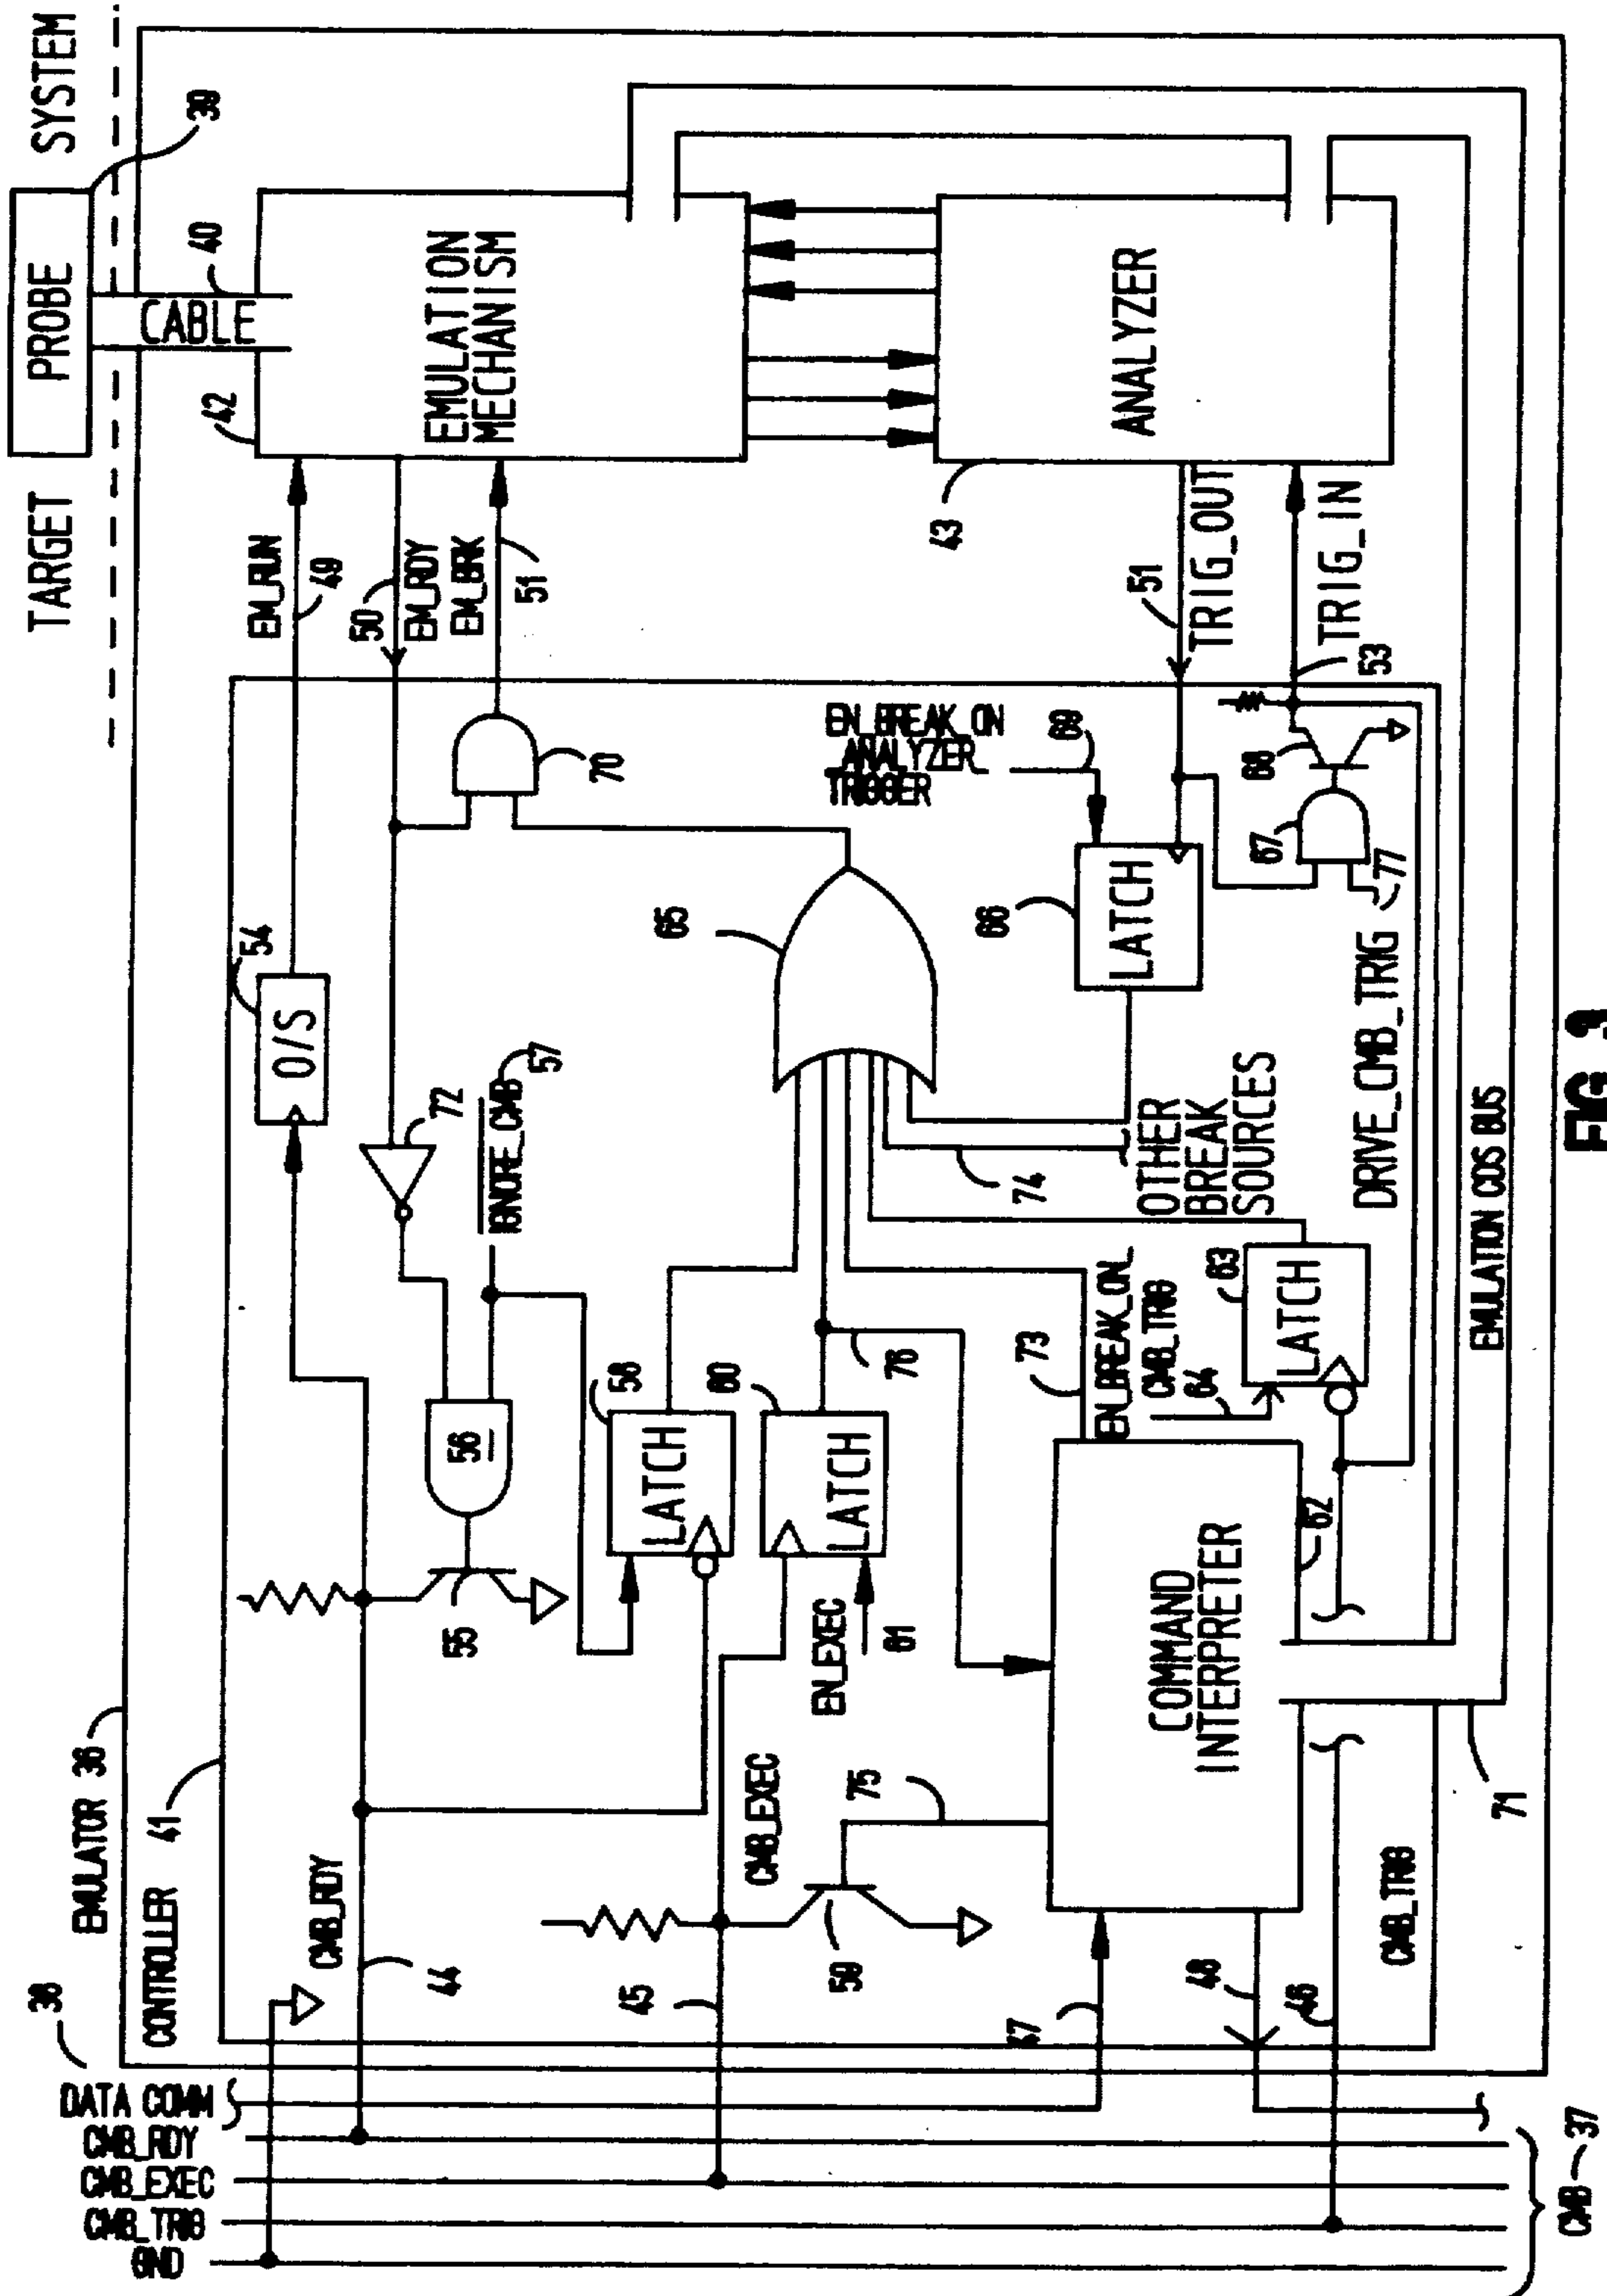 TARGET SYSTEM
PROBE
39
CABLE
40
42
EMULATION
MECHANISM
ANALYZER
43
EM_RUN
49
50
EM_RDY
EM_BRK
51
51
TRIG_OUT
TRIG_IN
53
EMULATOR 36
CONTROLLER 41
38
O/S
54
72
IGNORE_CMB
57
56
55
70
65
EN_BREAK_ON
_ANALYZER_
TRIGGER
69
LATCH
66
67
68
77
DRIVE_CMB_TRIG
OTHER
BREAK
SOURCES
74
LATCH
58
LATCH
60
76
EN_EXEC
61
73
EN_BREAK_ON_
CMB_TRIG
64
LATCH
63
62
COMMAND
INTERPRETER
75
59
CMB_EXEC
45
CMB_RDY
44
47
48
46
CMB_TRIG
71
EMULATION COS BUS
DATA COMM
CMB_RDY
CMB_EXEC
CMB_TRIG
GND
CMB 37